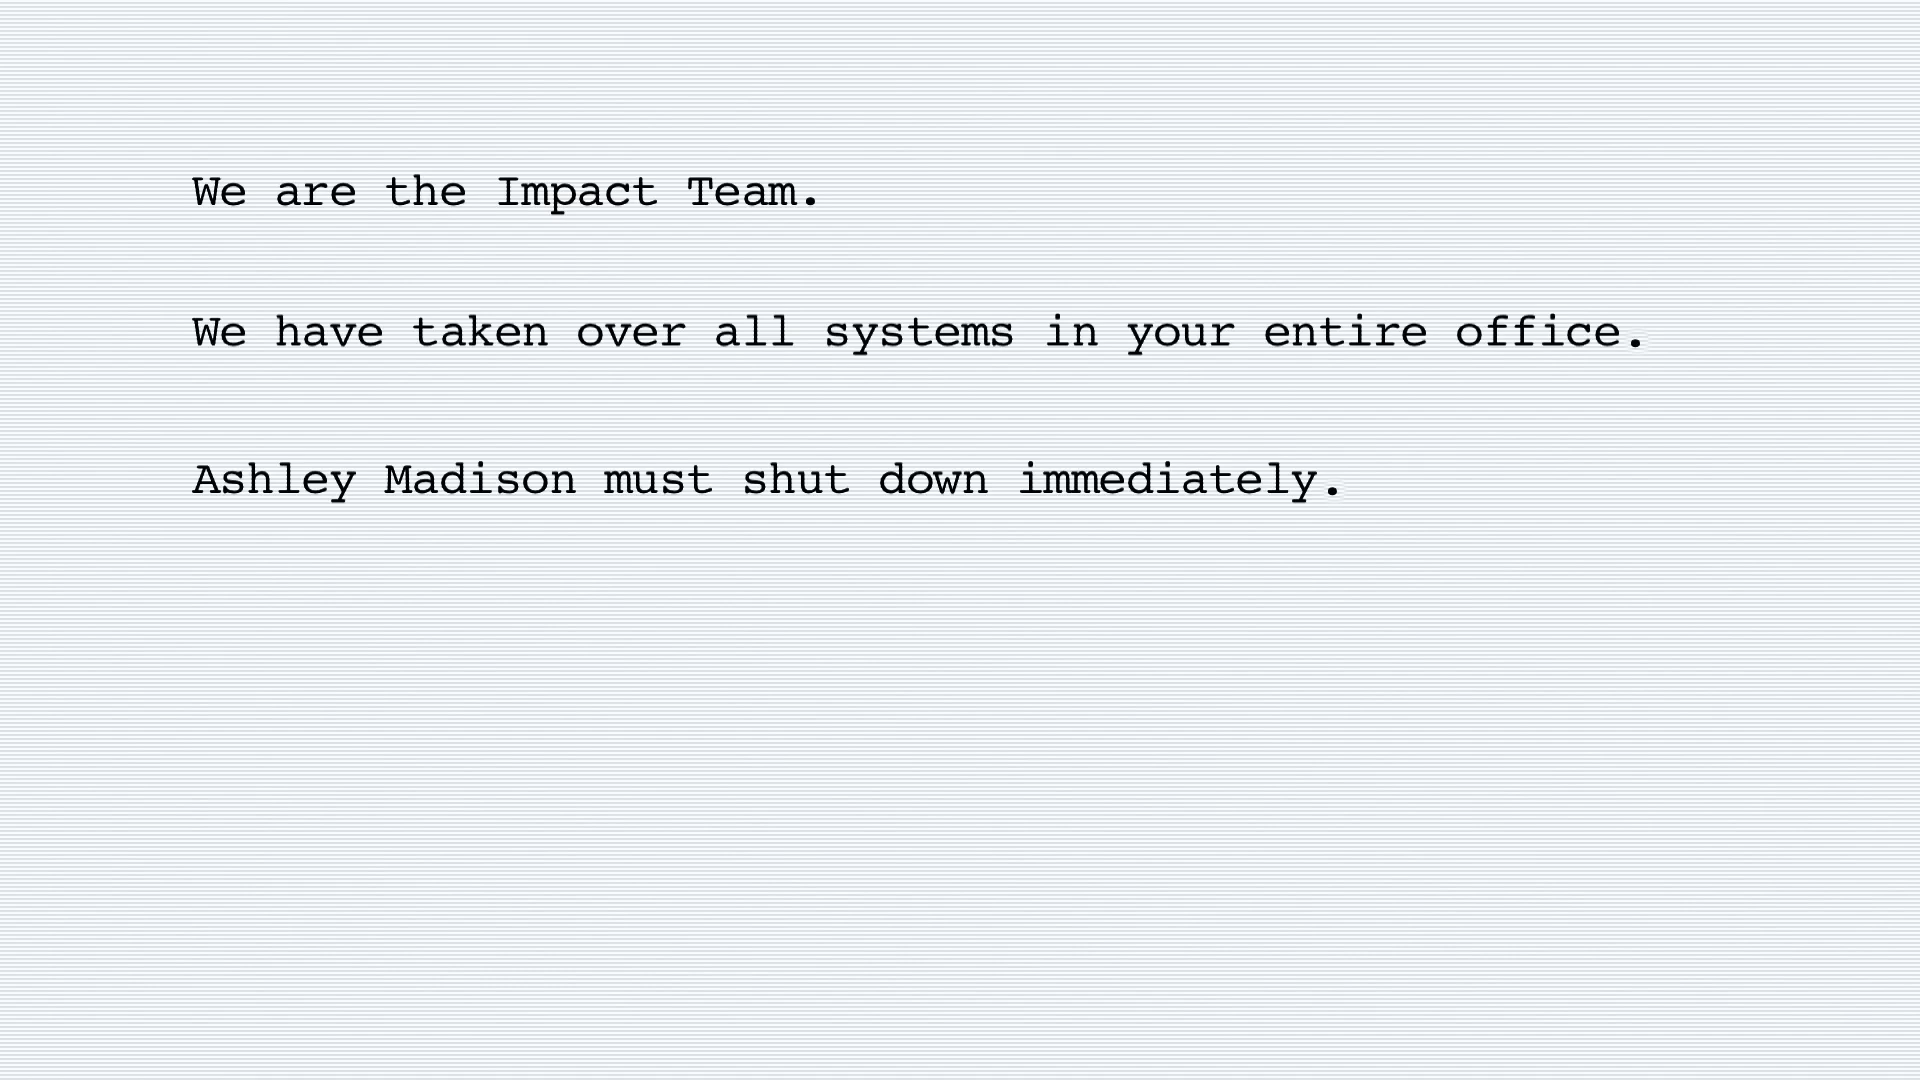 We are the Impact Team.
We have taken over all systems in your entire office.
Ashley Madison must shut down immediately.